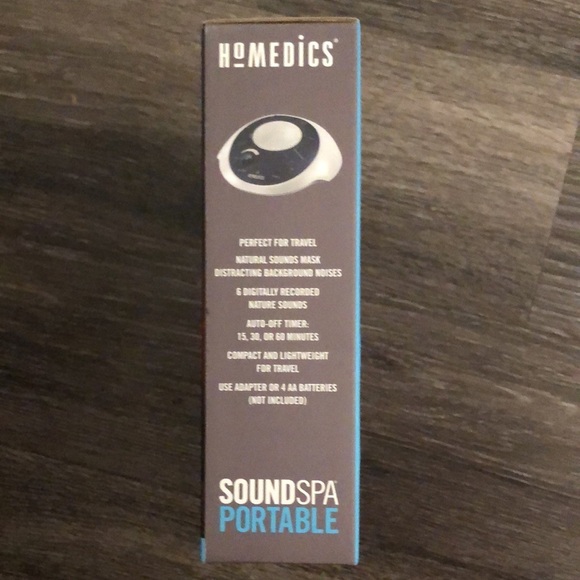 HOMEDICS®
PERFECT FOR TRAVEL
NATURAL SOUNDS MASK
DISTRACTING BACKGROUND NOISES
6 DIGITALLY RECORDED
NATURE SOUNDS
AUTO-OFF TIMER:
15, 30, OR 60 MINUTES
COMPACT AND LIGHTWEIGHT
FOR TRAVEL
USE ADAPTER OR 4 AA BATTERIES
(NOT INCLUDED)
SOUNDSPA
PORTABLE